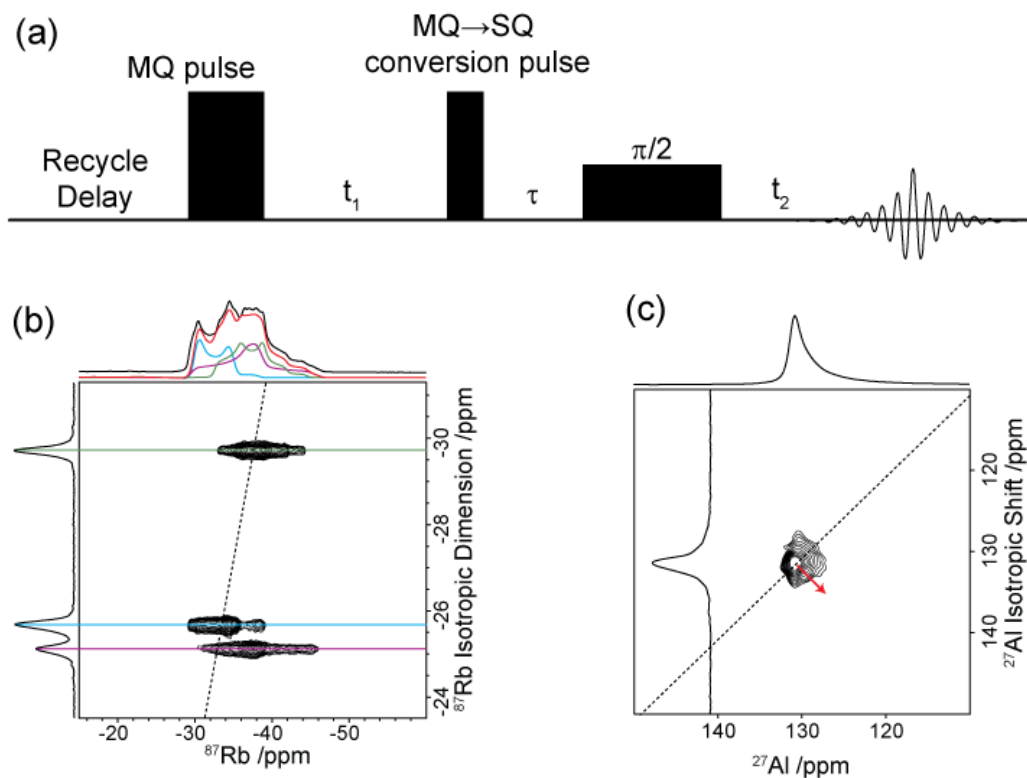 (a)
MQ→SQ
conversion pulse
MQ pulse
π/2
Recycle
Delay
t₁
τ
t₂
(b)
-30
-28
-26
-24
⁸⁷Rb Isotropic Dimension /ppm
-20
-30
-40
-50
⁸⁷Rb /ppm
(c)
120
130
140
²⁷Al Isotropic Shift /ppm
140
130
120
²⁷Al /ppm